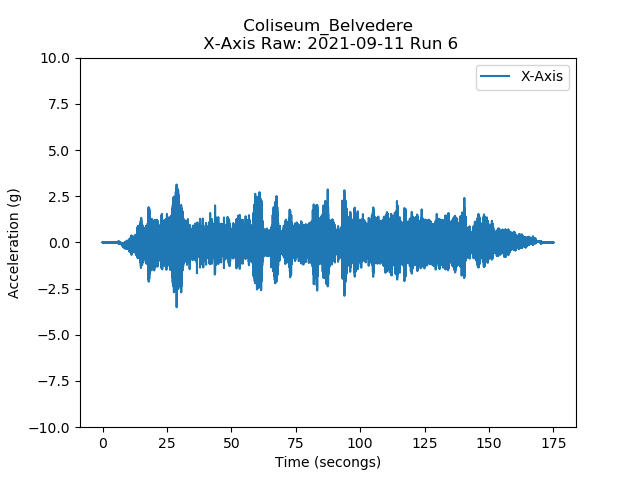 Coliseum_Belvedere
X-Axis Raw: 2021-09-11 Run 6
X-Axis
10.0
7.5
5.0
2.5
0.0
−2.5
−5.0
−7.5
−10.0
Acceleration (g)
0 25 50 75 100 125 150 175
Time (seconds)